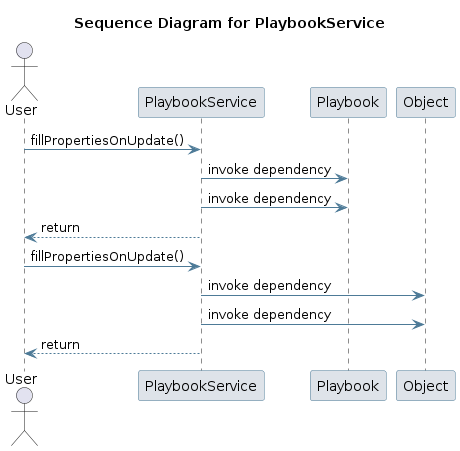 Sequence Diagram for PlaybookService
User
PlaybookService
Playbook
Object
fillPropertiesOnUpdate()
invoke dependency
invoke dependency
return
fillPropertiesOnUpdate()
invoke dependency
invoke dependency
return
User
PlaybookService
Playbook
Object